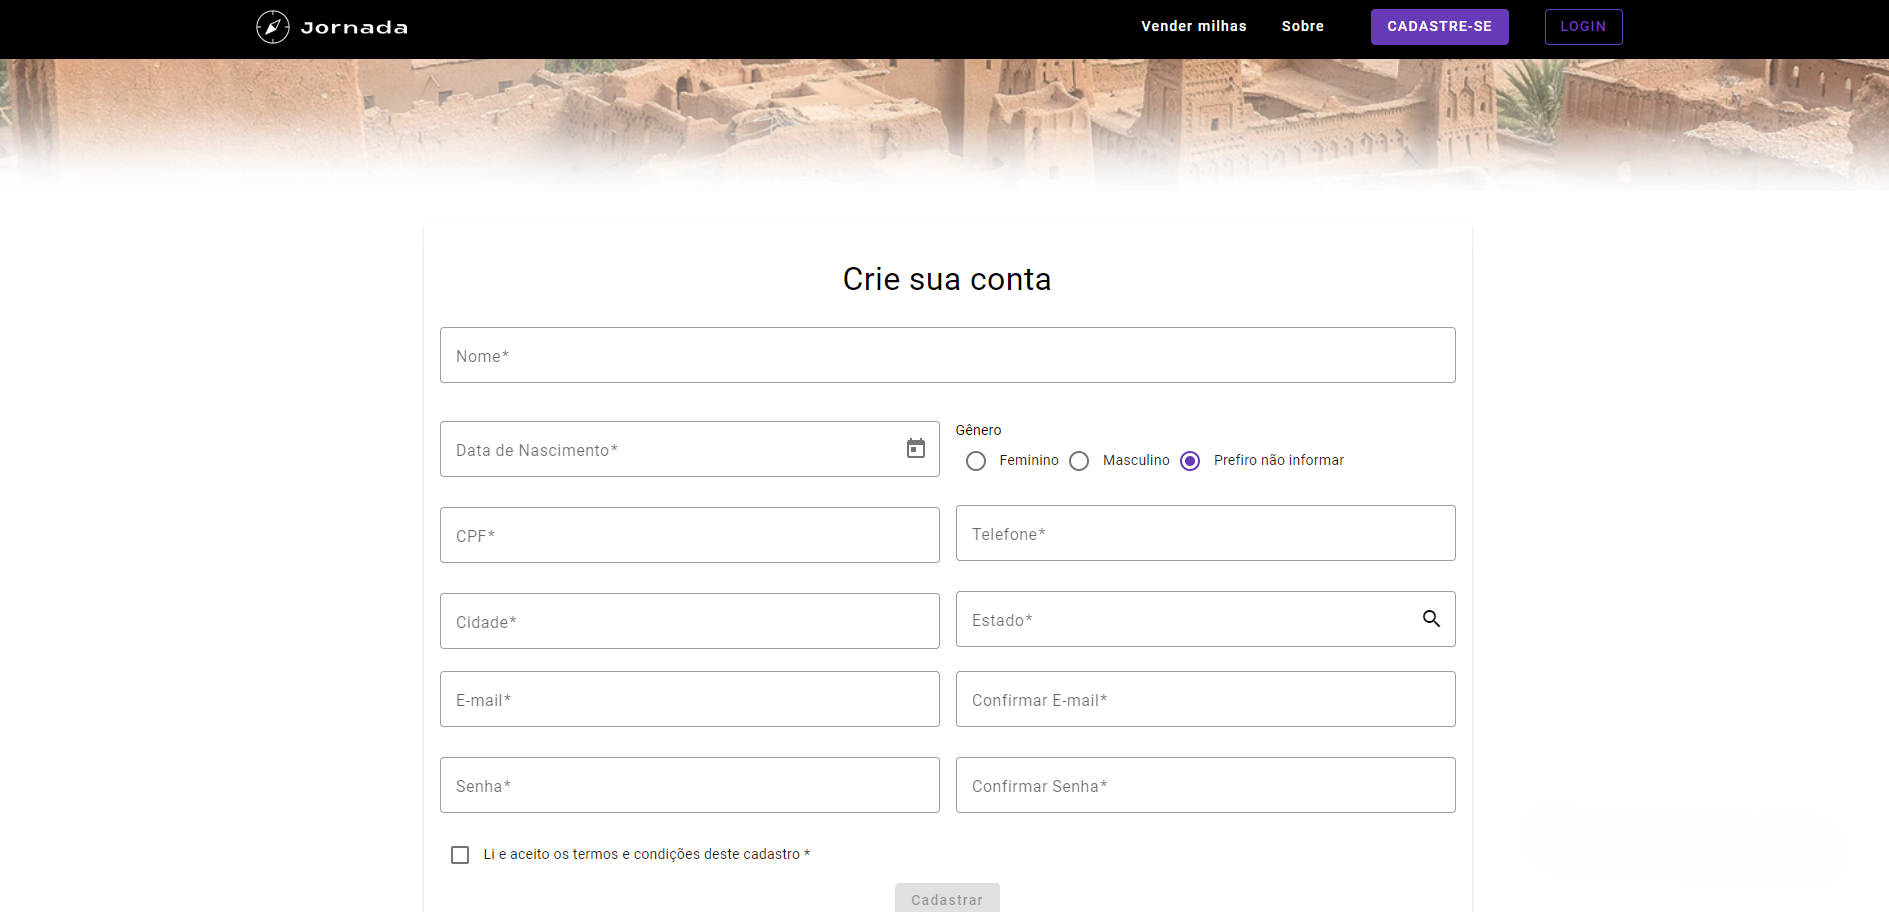 Jornada
Vender milhas
Sobre
CADASTRE-SE
LOGIN
Crie sua conta
Nome*
Data de Nascimento*
Gênero
Feminino
Masculino
Prefiro não informar
CPF*
Telefone*
Cidade*
Estado*
E-mail*
Confirmar E-mail*
Senha*
Confirmar Senha*
Li e aceito os termos e condições deste cadastro *
Cadastrar